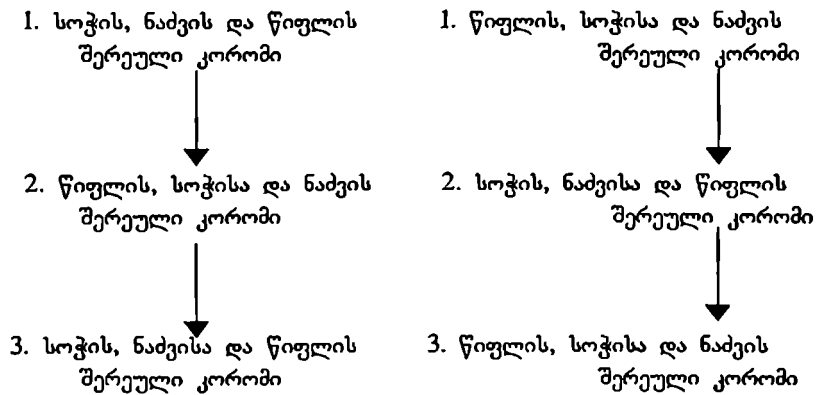 1. სოჭის, ნაძვის და წიფლის
შერეული კორომი
2. წიფლის, სოჭისა და ნაძვის
შერეული კორომი
3. სოჭის, ნაძვისა და წიფლის
შერეული კორომი
1. წიფლის, სოჭისა და ნაძვის
შერეული კორომი
2. სოჭის, ნაძვისა და წიფლის
შერეული კორომი
3. წიფლის, სოჭისა და ნაძვის
შერეული კორომი